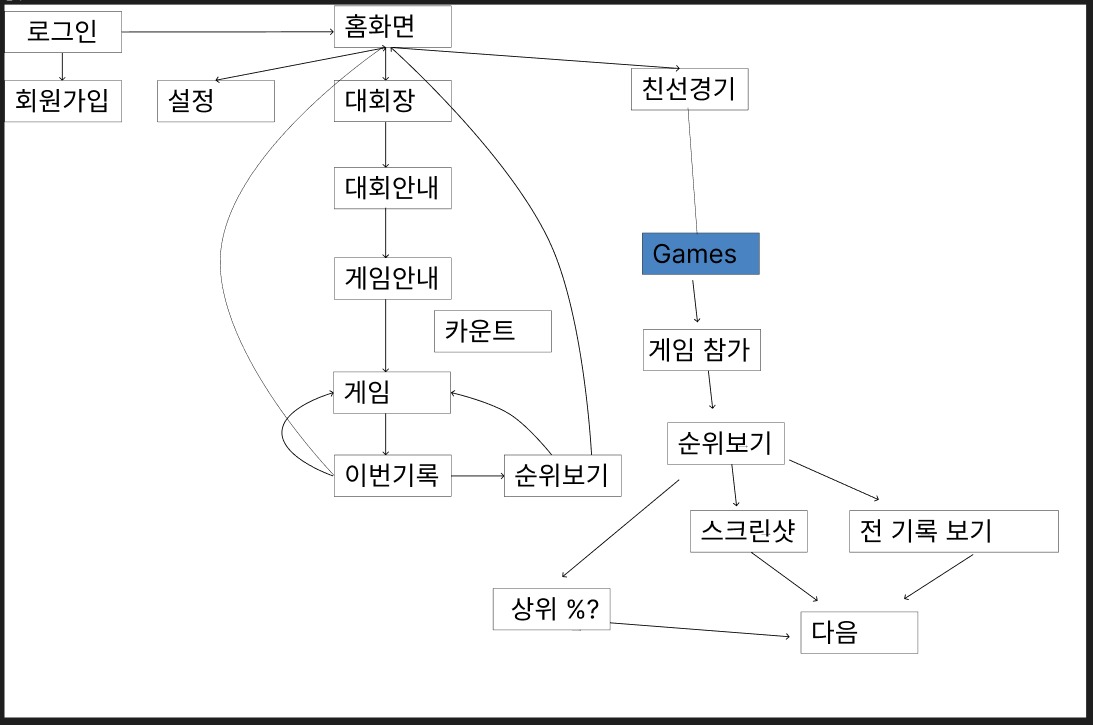 로그인
홈화면
회원가입
설정
대회장
친선경기
대회안내
Games
게임안내
카운트
게임 참가
게임
순위보기
이번기록
순위보기
스크린샷
전 기록 보기
상위 %?
다음